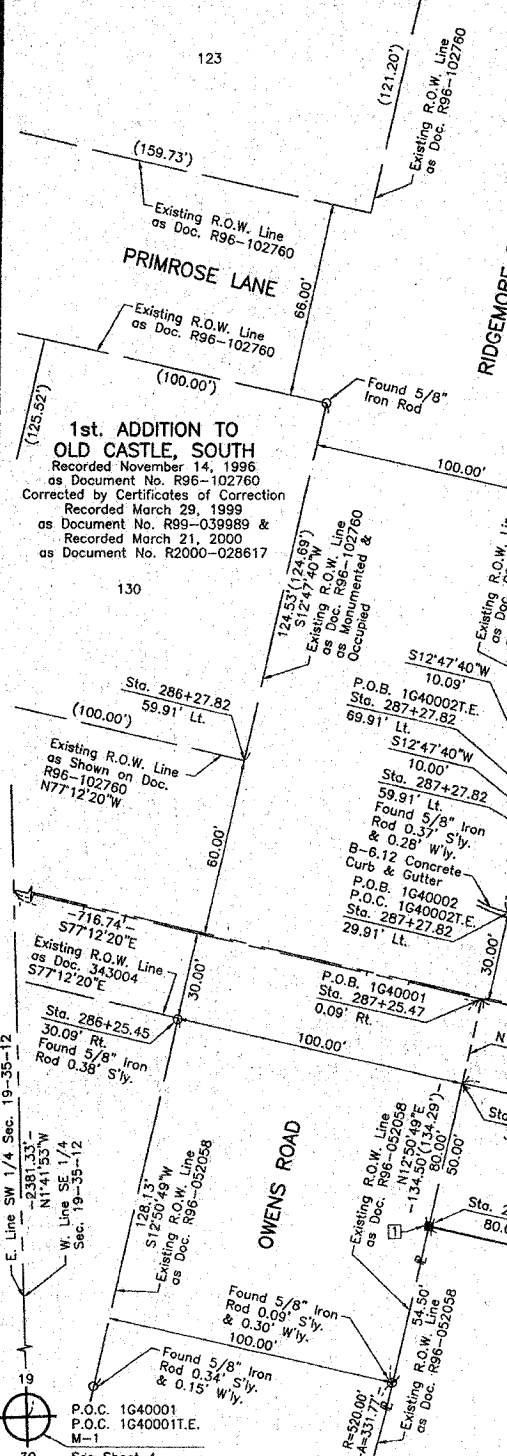 123
(121.20')
Existing R.O.W. Line
as Doc. R96-102760
(159.73')
Existing R.O.W. Line
as Doc. R96-102760
PRIMROSE LANE
66.00'
Existing R.O.W. Line
as Doc. R96-102760
(100.00')
(125.52')
RIDGEMORE
Found 5/8"
Iron Rod
100.00'
1st. ADDITION TO
OLD CASTLE, SOUTH
Recorded November 14, 1996
as Document No. R96-102760
Corrected by Certificates of Correction
Recorded March 29, 1999
as Document No. R99-039989 &
Recorded March 21, 2000
as Document No. R2000-028617
130
124.53'(124.69')
S12°47'40"W
Existing R.O.W. Line
as Doc. R96-102760
as Monumented &
Occupied
Existing R.O.W. Line
Sta. 286+27.82
59.91' Lt.
(100.00')
Existing R.O.W. Line
as Shown on Doc.
R96-102760
N77°12'20"W
60.00'
S12°47'40"W
10.09'
P.O.B. 1G40002T.E.
Sta. 287+27.82
69.91' Lt.
S12°47'40"W
10.00'
Sta. 287+27.82
59.91' Lt.
Found 5/8" Iron
Rod 0.37' S'ly.
& 0.28' W'ly.
B-6.12 Concrete
Curb & Gutter
P.O.B. 1G40002
P.O.C. 1G40002T.E.
Sta. 287+27.82
29.91' Lt.
30.00'
-716.74'-
S77°12'20"E
Existing R.O.W. Line
as Doc. 343004
S77°12'20"E
30.00'
P.O.B. 1G40001
Sta. 287+25.47
0.09' Rt.
Sta. 286+25.45
30.09' Rt.
Found 5/8" Iron
Rod 0.38' S'ly.
100.00'
N
E. Line SW 1/4 Sec. 19-35-12
-2381.33'-
N1°41'53"W
W. Line SE 1/4
Sec. 19-35-12
128.13'
S12°50'49"W
Existing R.O.W. Line
as Doc. R96-052058
OWENS ROAD
Existing R.O.W. Line
as Doc. R96-052058
-134.50'(134.29')-
N12°50'49"E
80.00'
50.00'
Sta.
80.
54.50'
Existing R.O.W. Line
as Doc. R96-052058
Found 5/8" Iron
Rod 0.09' S'ly.
& 0.30' W'ly.
100.00'
Found 5/8" Iron
Rod 0.34' S'ly.
& 0.15' W'ly.
R=520.00'
-A=331.77'-
19
P.O.C. 1G40001
P.O.C. 1G40001T.E.
M-1